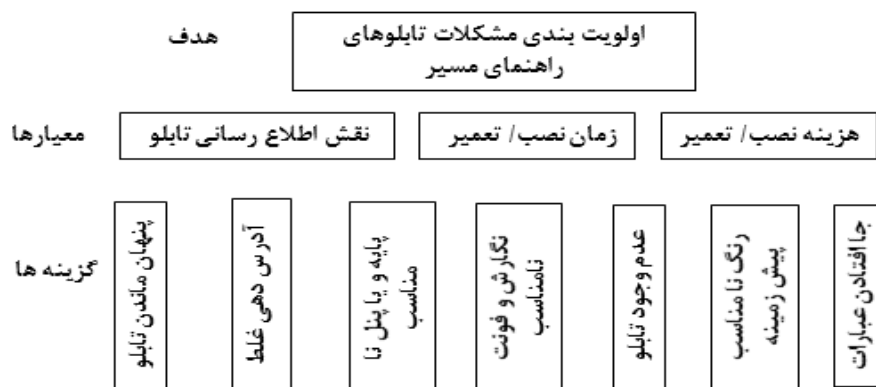 هدف
اولویت بندی مشکلات تابلوهای
راهنمای مسیر
معیارها
هزینه نصب/ تعمیر
زمان نصب/ تعمیر
نقش اطلاع رسانی تابلو
گزینه ها
جا افتادن عبارات
رنگ نا مناسب
پیش زمینه
عدم وجود تابلو
نگارش و فونت
نامناسب
پایه و یا پنل نا
مناسب
آدرس دهی غلط
پنهان ماندن تابلو